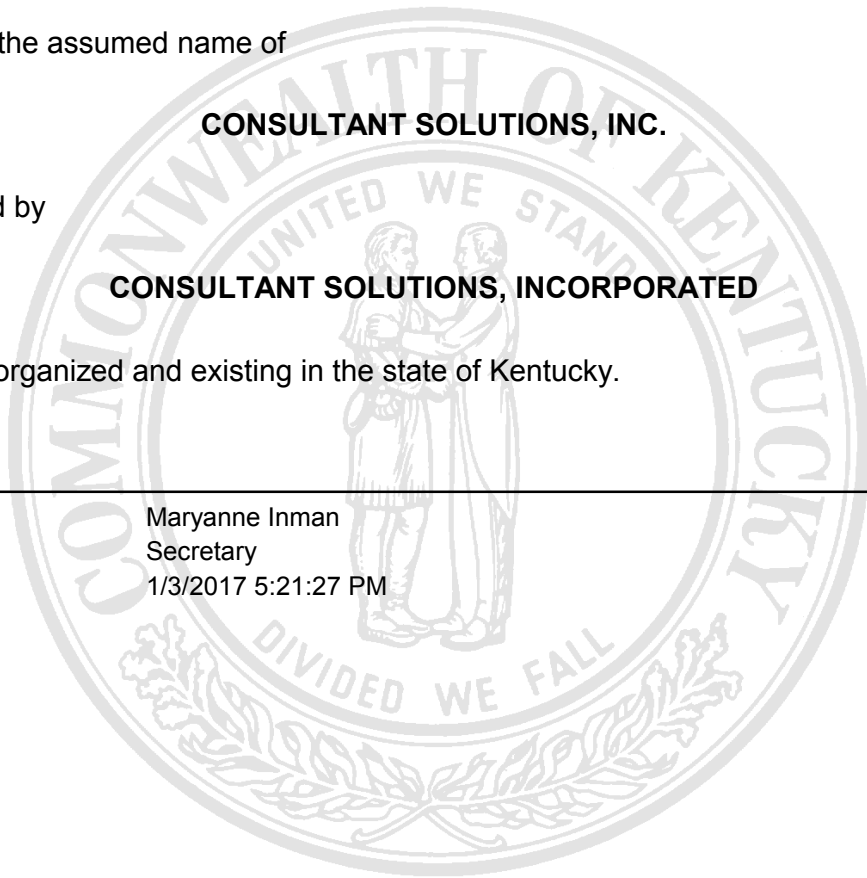 the assumed name of
CONSULTANT SOLUTIONS, INC.
d by
CONSULTANT SOLUTIONS, INCORPORATED
organized and existing in the state of Kentucky.
Maryanne Inman
Secretary
1/3/2017 5:21:27 PM
COMMONWEALTH OF KENTUCKY
UNITED WE STAND
DIVIDED WE FALL